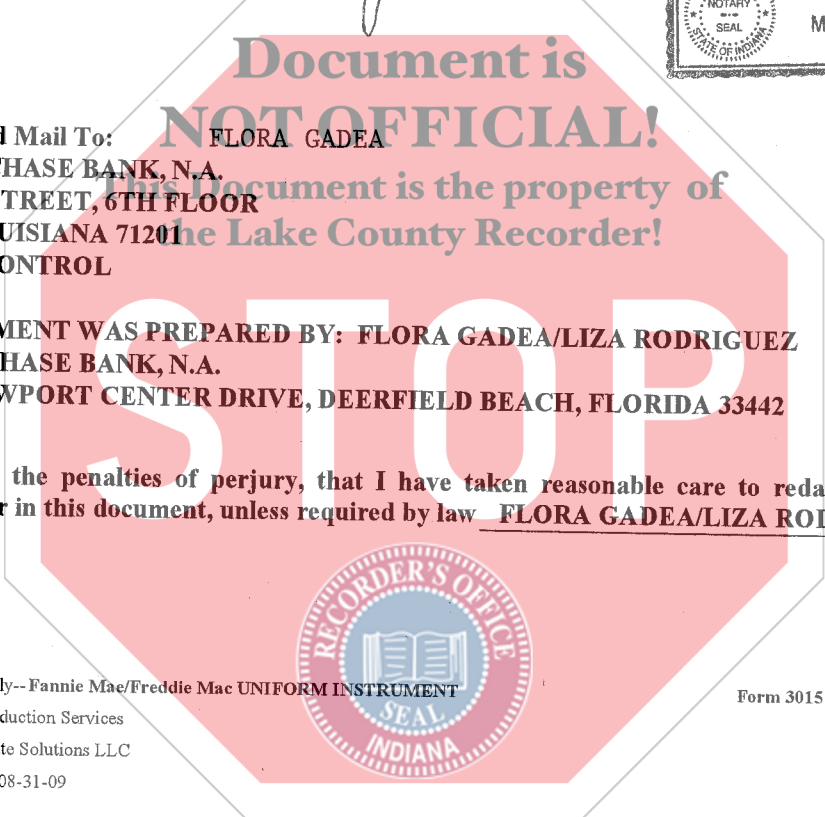 NOTARY
SEAL
STATE OF INDIANA
M
Document is
NOT OFFICIAL!
This Document is the property of
the Lake County Recorder!
d Mail To: FLORA GADEA
CHASE BANK, N.A.
TREET, 6TH FLOOR
UISIANA 71201
ONTROL
MENT WAS PREPARED BY: FLORA GADEA/LIZA RODRIGUEZ
HASE BANK, N.A.
WPORT CENTER DRIVE, DEERFIELD BEACH, FLORIDA 33442
STOP
the penalties of perjury, that I have taken reasonable care to reda
r in this document, unless required by law FLORA GADEA/LIZA ROD
RECORDER'S OFFICE
SEAL
INDIANA
ly-- Fannie Mae/Freddie Mac UNIFORM INSTRUMENT
Form 3015
duction Services
te Solutions LLC
08-31-09